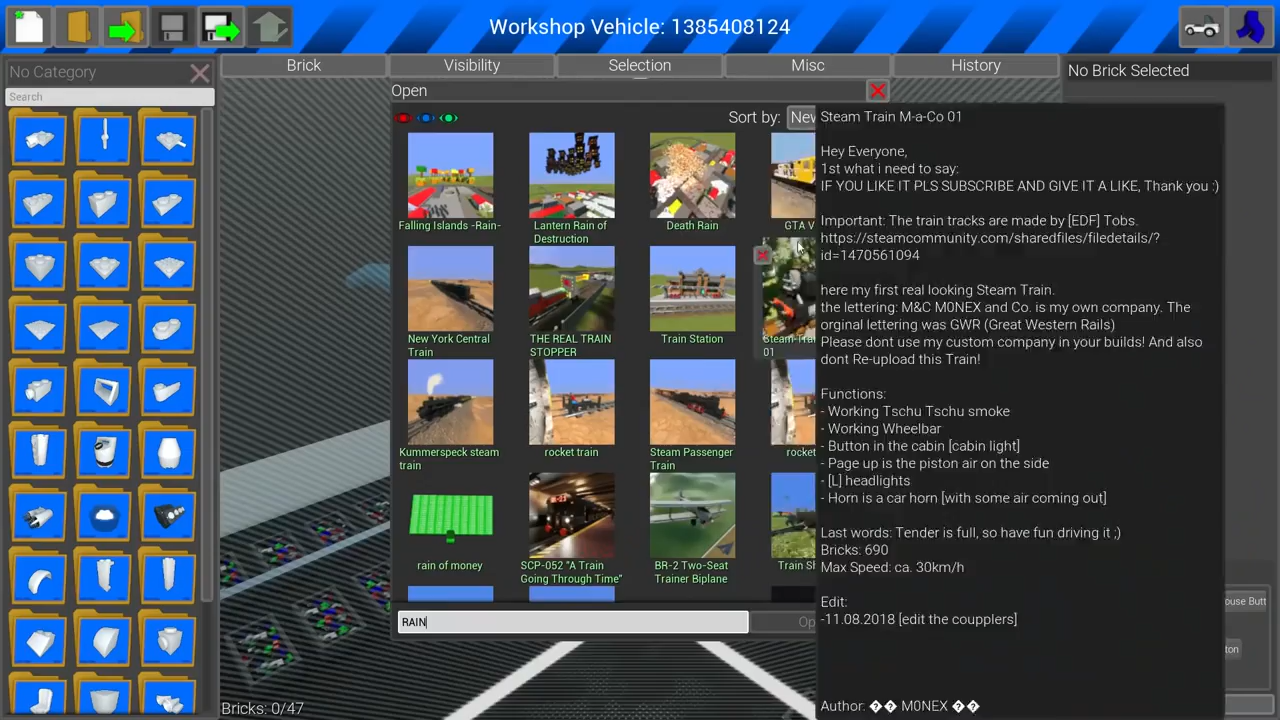 Workshop Vehicle: 1385408124
No Category
Search
Brick
Visibility
Selection
Misc
History
No Brick Selected
Open
Sort by:
New
Falling Islands -Rain-
Lantern Rain of
Destruction
Death Rain
GTA V
New York Central
Train
THE REAL TRAIN
STOPPER
Train Station
01
Kummerspeck steam
train
rocket train
Steam Passenger
Train
rocket
rain of money
SCP-052 "A Train
Going Through Time"
BR-2 Two-Seat
Trainer Biplane
RAIN
Bricks: 0/47
Steam Train M-a-Co 01
Hey Everyone,
1st what i need to say:
IF YOU LIKE IT PLS SUBSCRIBE AND GIVE IT A LIKE, Thank you :)
Important: The train tracks are made by [EDF] Tobs.
https://steamcommunity.com/sharedfiles/filedetails/?
id=1470561094
here my first real looking Steam Train.
the lettering: M&C M0NEX and Co. is my own company. The
orginal lettering was GWR (Great Western Rails)
Please dont use my custom company in your builds! And also
dont Re-upload this Train!
Functions:
- Working Tschu Tschu smoke
- Working Wheelbar
- Button in the cabin [cabin light]
- Page up is the piston air on the side
- [L] headlights
- Horn is a car horn [with some air coming out]
Last words: Tender is full, so have fun driving it ;)
Bricks: 690
Max Speed: ca. 30km/h
Edit:
-11.08.2018 [edit the coupplers]
Author: �� M0NEX ��